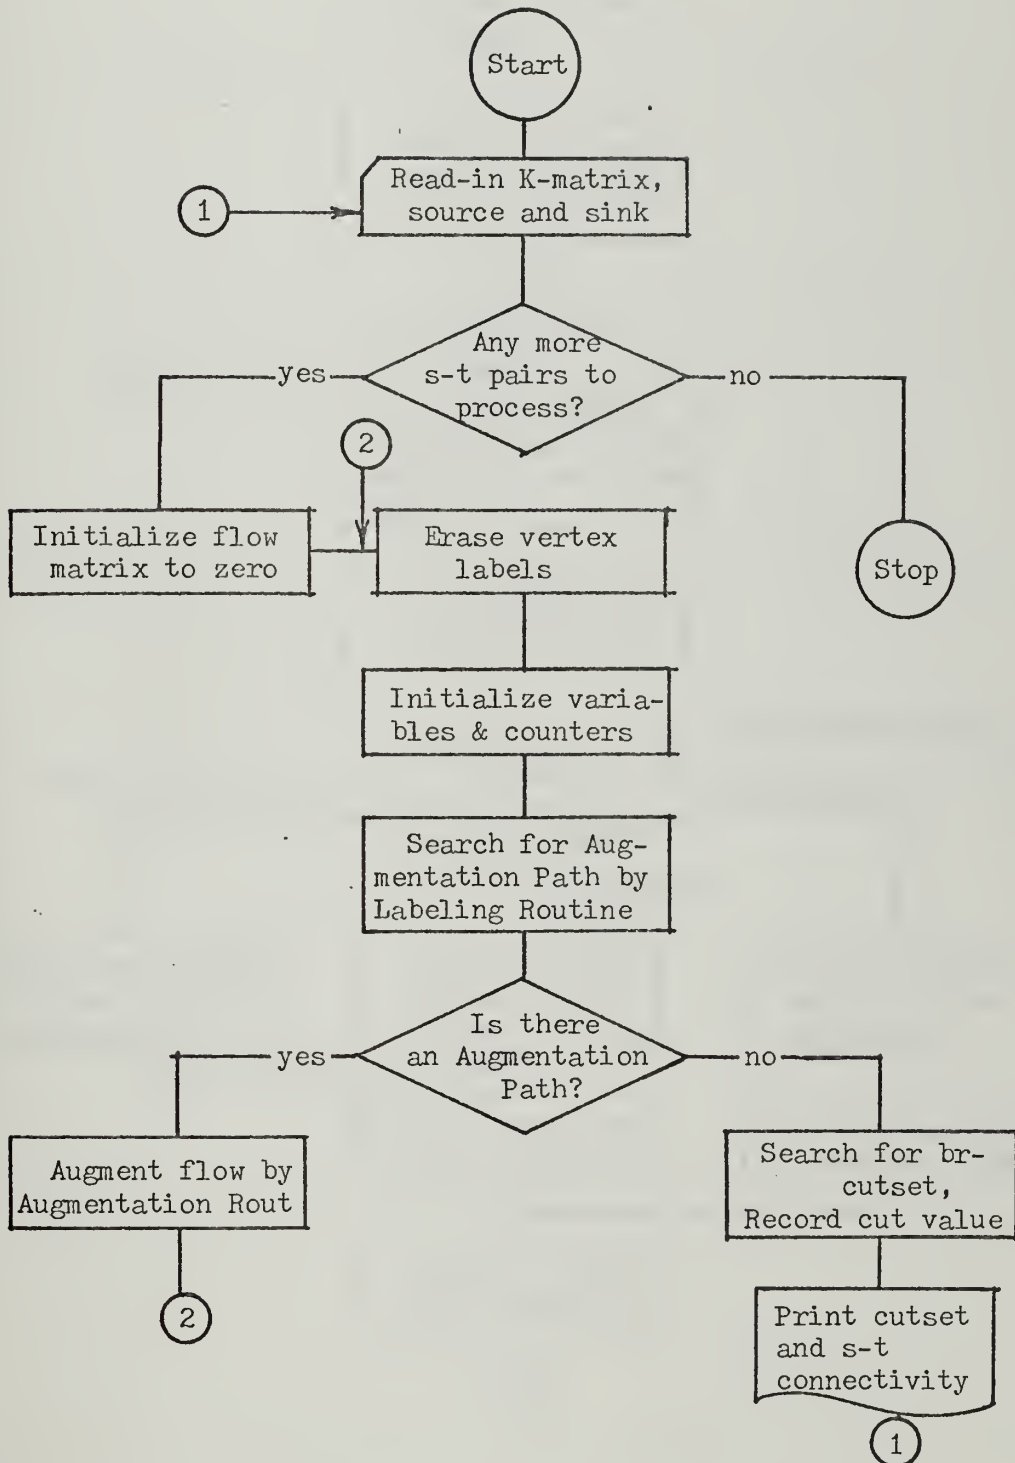 Start
Read-in K-matrix,
source and sink
1
Any more
s-t pairs to
process?
yes
no
2
Initialize flow
matrix to zero
Erase vertex
labels
Stop
Initialize varia-
bles & counters
Search for Aug-
mentation Path by
Labeling Routine
Is there
an Augmentation
Path?
yes
no
Augment flow by
Augmentation Rout
Search for br-
cutset,
Record cut value
2
Print cutset
and s-t
connectivity
1